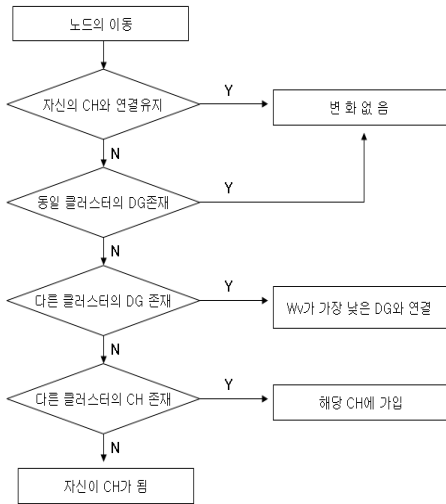 노드의 이동
자신의 CH와 연결유지
Y
변 화 없 음
N
동일 클러스터의 DG존재
Y
N
다른 클러스터의 DG 존재
Y
Wv가 가장 낮은 DG와 연결
N
다른 클러스터의 CH 존재
Y
해당 CH에 가입
N
자신이 CH가 됨